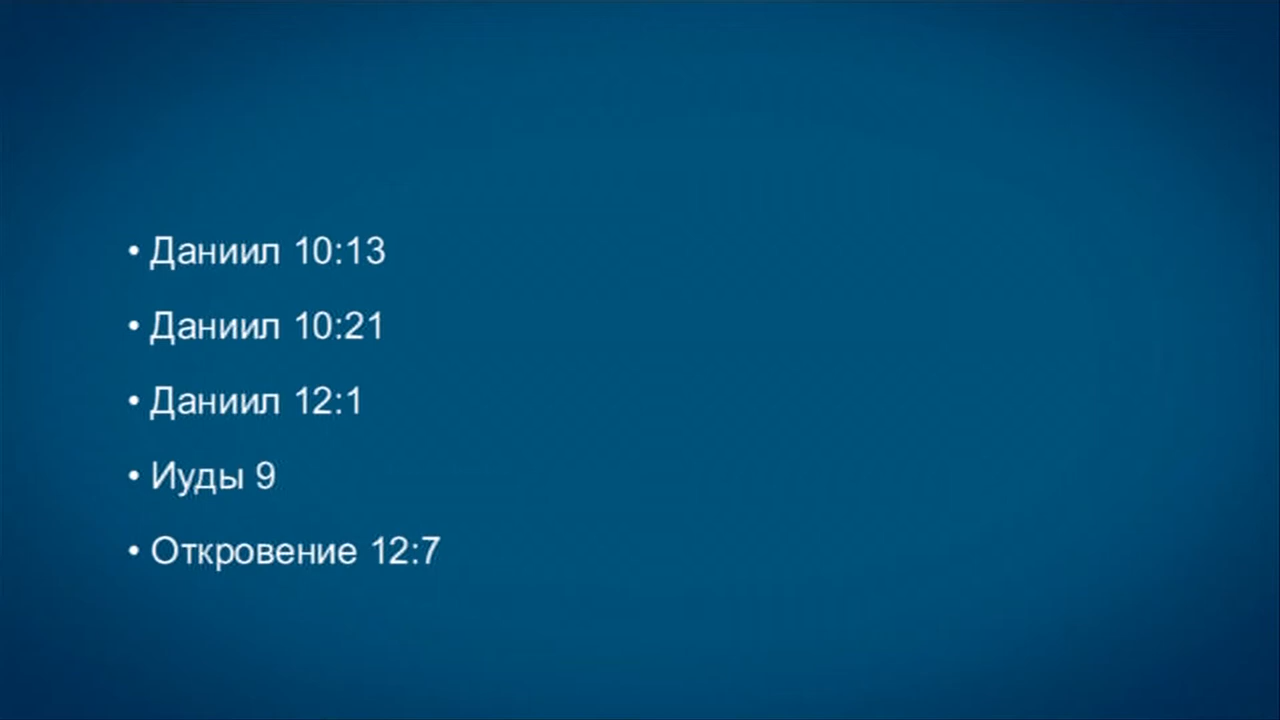 • Даниил 10:13
• Даниил 10:21
• Даниил 12:1
• Иуды 9
• Откровение 12:7